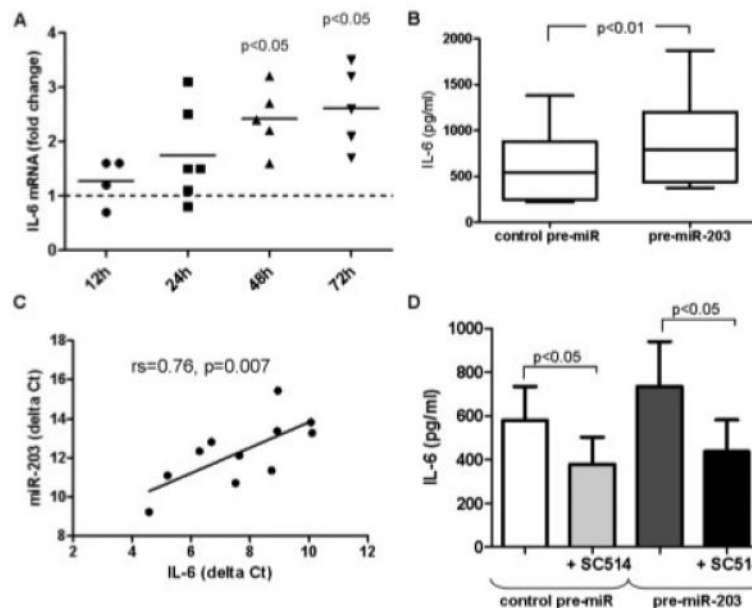 A
p<0.05
p<0.05
IL-6 mRNA (fold change)
4
3
2
1
0
12h
24h
48h
72h
B
p<0.01
IL-6 (pg/ml)
2000
1500
1000
500
0
control pre-miR
pre-miR-203
C
rs=0.76, p=0.007
miR-203 (delta Ct)
18
16
14
12
10
8
2
4
6
8
10
12
IL-6 (delta Ct)
D
p<0.05
p<0.05
IL-6 (pg/ml)
1000
800
600
400
200
0
+ SC514
+ SC51
control pre-miR
pre-miR-203